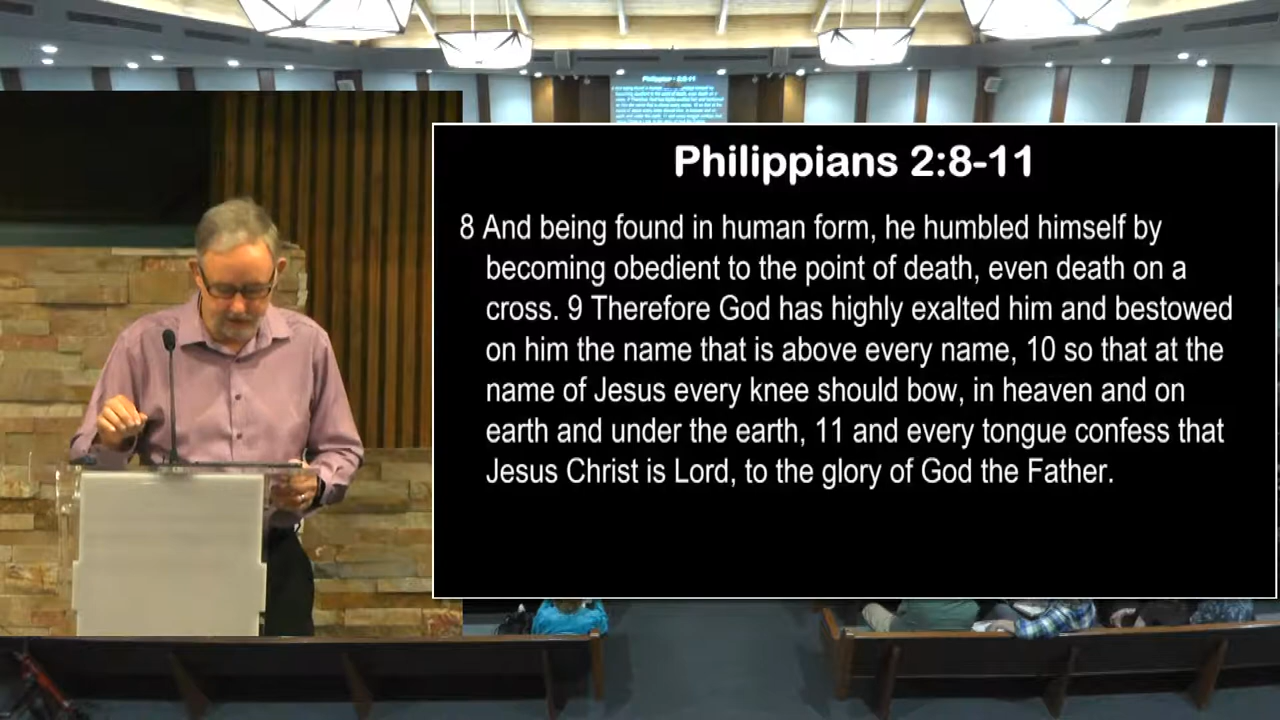 Philippians 2:8-11
8 And being found in human form, he humbled himself by
becoming obedient to the point of death, even death on a
cross. 9 Therefore God has highly exalted him and bestowed
on him the name that is above every name, 10 so that at the
name of Jesus every knee should bow, in heaven and on
earth and under the earth, 11 and every tongue confess that
Jesus Christ is Lord, to the glory of God the Father.